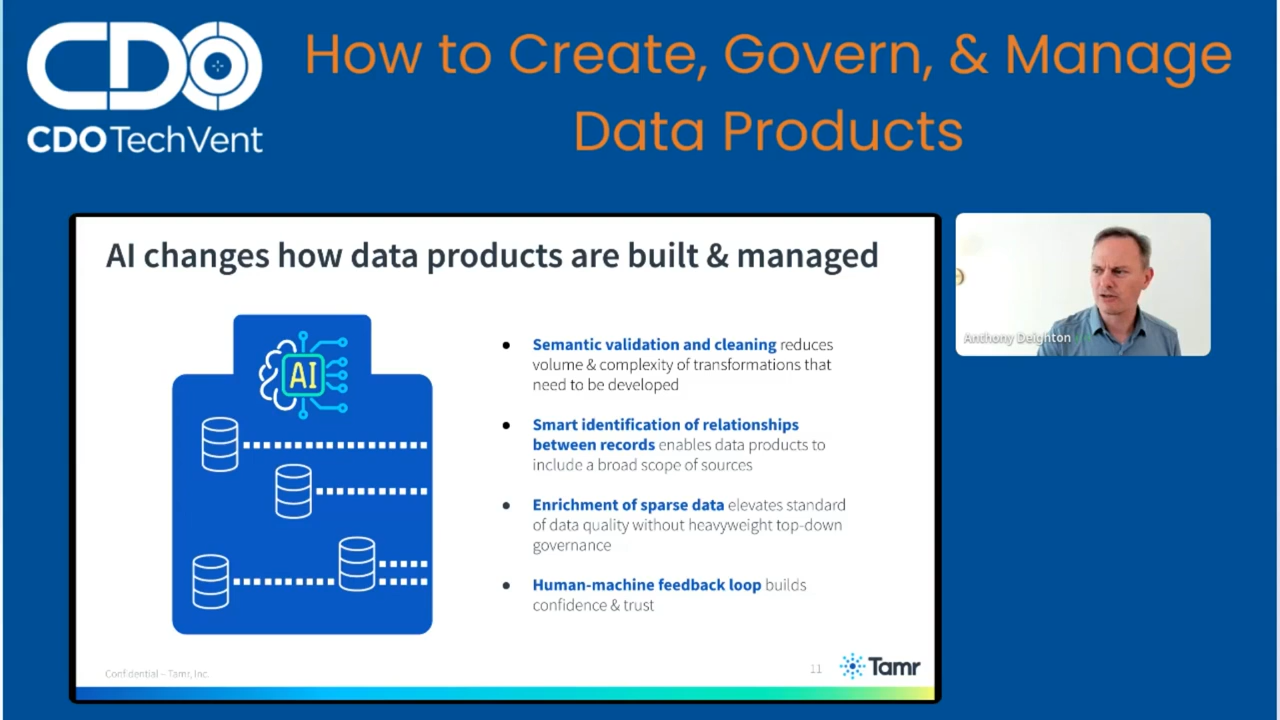 CDO
CDO TechVent
How to Create, Govern, & Manage
Data Products
AI changes how data products are built & managed
AI
• Semantic validation and cleaning reduces
volume & complexity of transformations that
need to be developed
• Smart identification of relationships
between records enables data products to
include a broad scope of sources
• Enrichment of sparse data elevates standard
of data quality without heavyweight top-down
governance
• Human-machine feedback loop builds
confidence & trust
Confidential – Tamr, Inc.
11
Tamr
Anthony Deighton